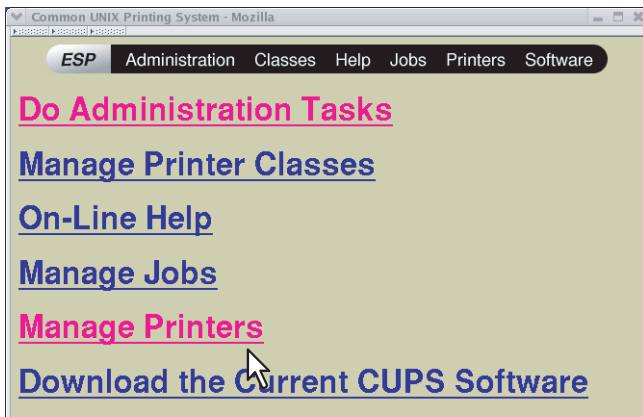 Common UNIX Printing System - Mozilla
ESP Administration Classes Help Jobs Printers Software
Do Administration Tasks
Manage Printer Classes
On-Line Help
Manage Jobs
Manage Printers
Download the Current CUPS Software